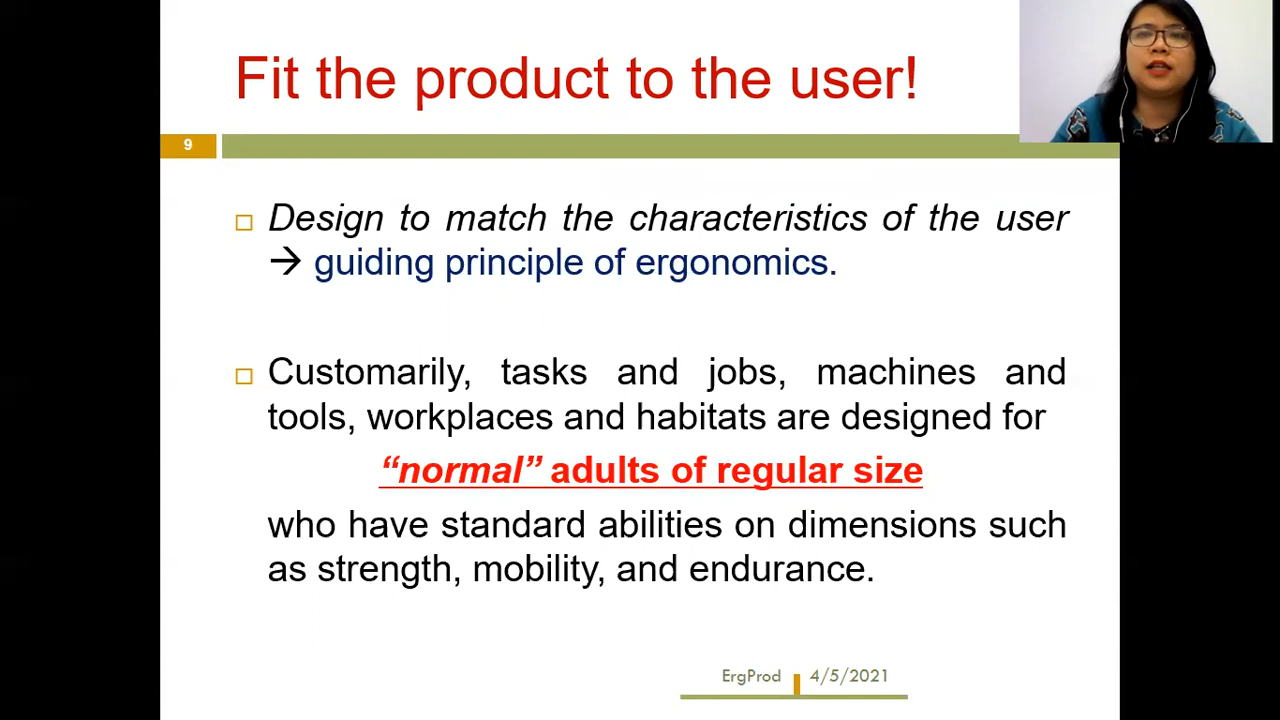 Fit the product to the user!
9
Design to match the characteristics of the user
→ guiding principle of ergonomics.
Customarily, tasks and jobs, machines and
tools, workplaces and habitats are designed for
“normal” adults of regular size
who have standard abilities on dimensions such
as strength, mobility, and endurance.
ErgProd 4/5/2021